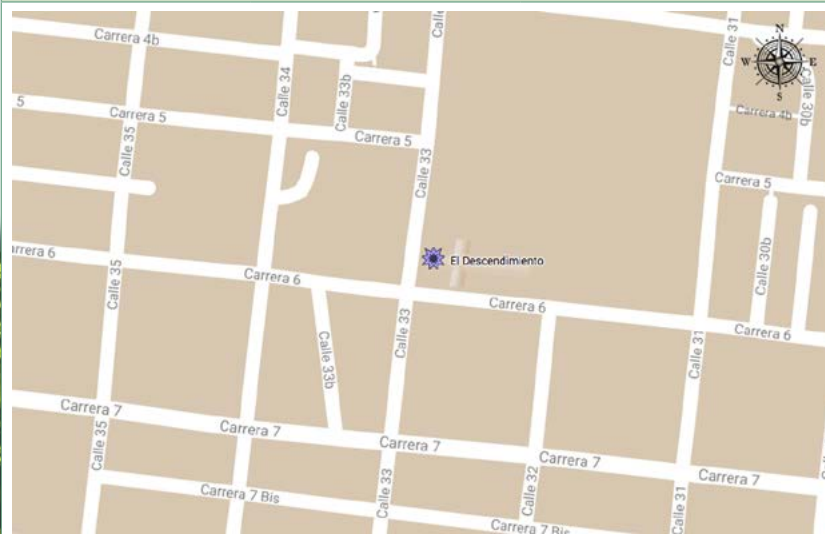 Carrera 4b
Calle 33
Calle 31
N
W
E
S
Calle 34
Calle 33b
Calle 30b
Carrera 4b
5
Carrera 5
Carrera 5
Calle 35
Calle 33
Carrera 5
Carrera 6
El Descendimiento
Calle 30b
Calle 35
Carrera 6
Carrera 6
Carrera 6
Calle 33
Calle 33b
Calle 31
Carrera 7
Carrera 7
Carrera 7
Carrera 7
Carrera 7
Calle 35
Calle 33
Calle 32
Calle 31
Carrera 7 Bis
Carrera 7 Bis